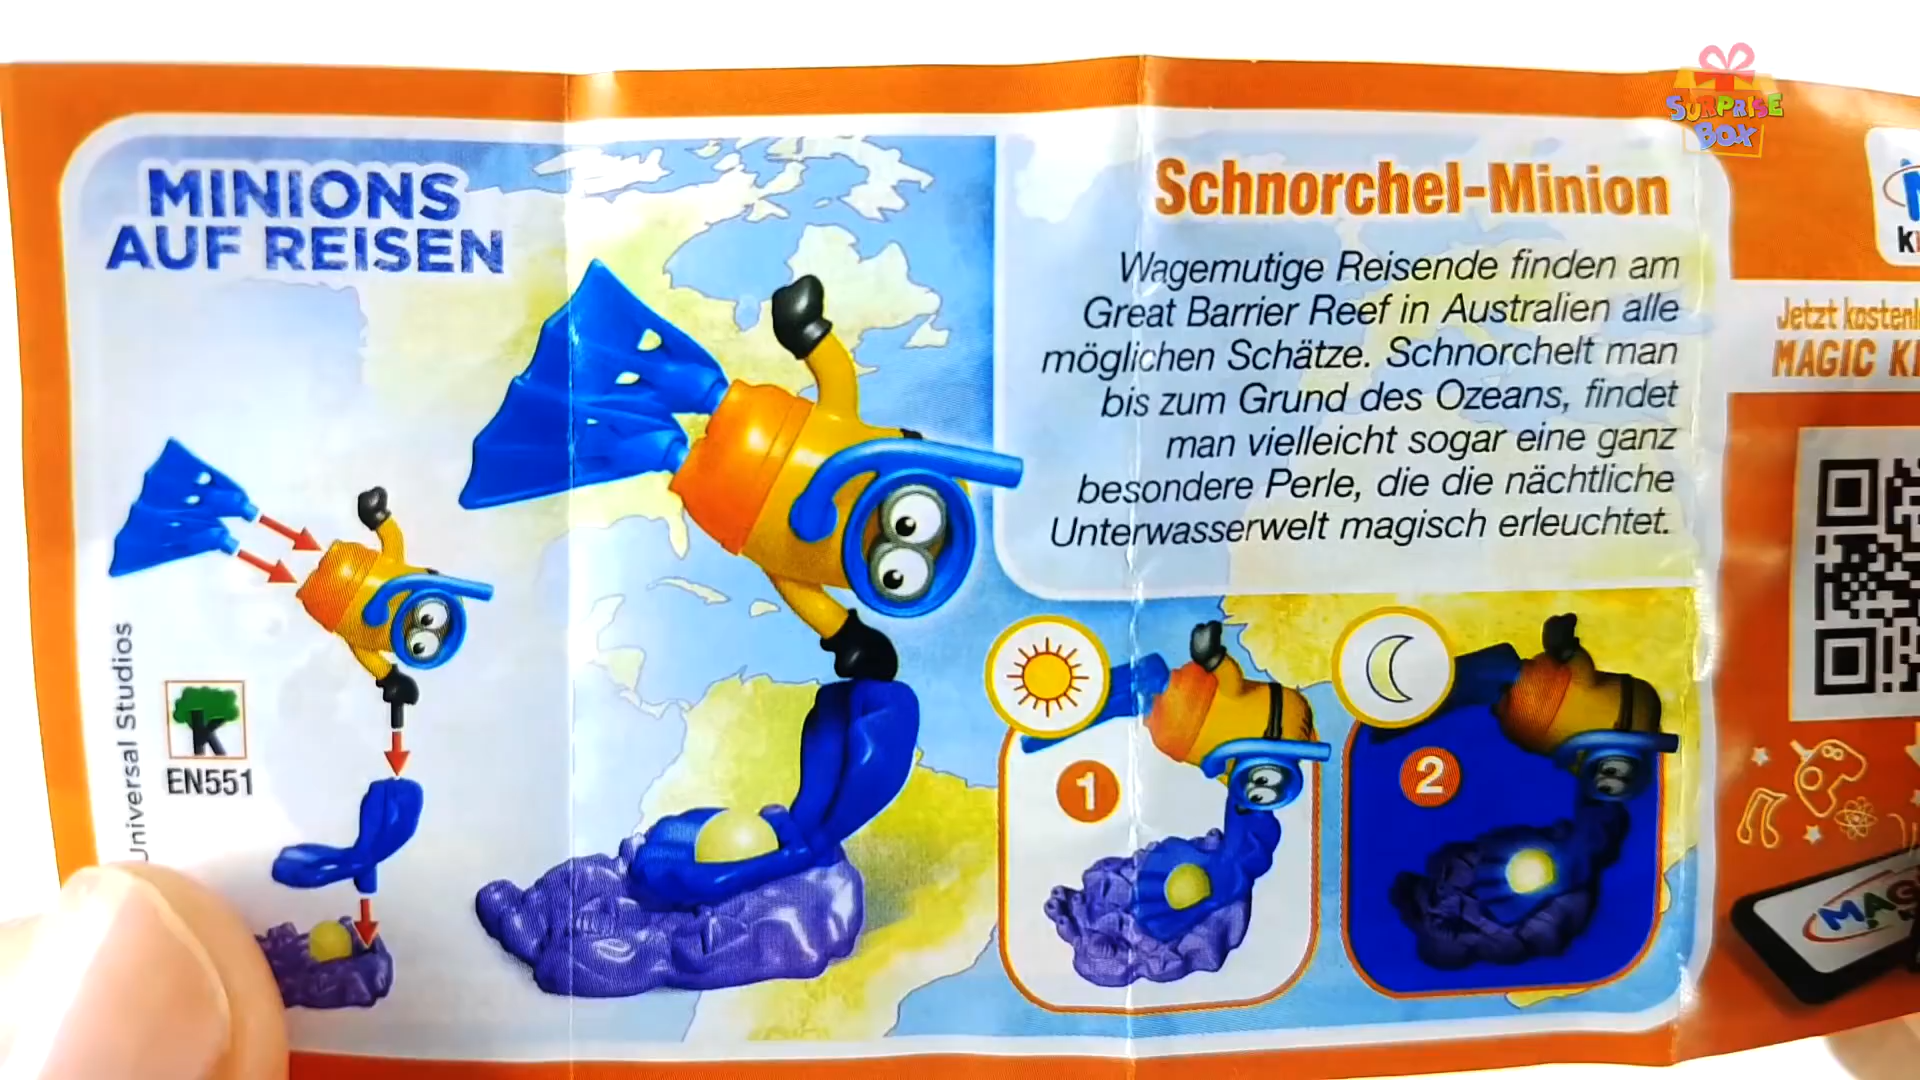 MINIONS
AUF REISEN
Schnorchel-Minion
Wagemutige Reisende finden am
Great Barrier Reef in Australien alle
möglichen Schätze. Schnorchelt man
bis zum Grund des Ozeans, findet
man vielleicht sogar eine ganz
besondere Perle, die die nächtliche
Unterwasserwelt magisch erleuchtet.
Universal Studios
K
EN551
1
2
Jetzt
MAGIC
SURPRISE
BOX